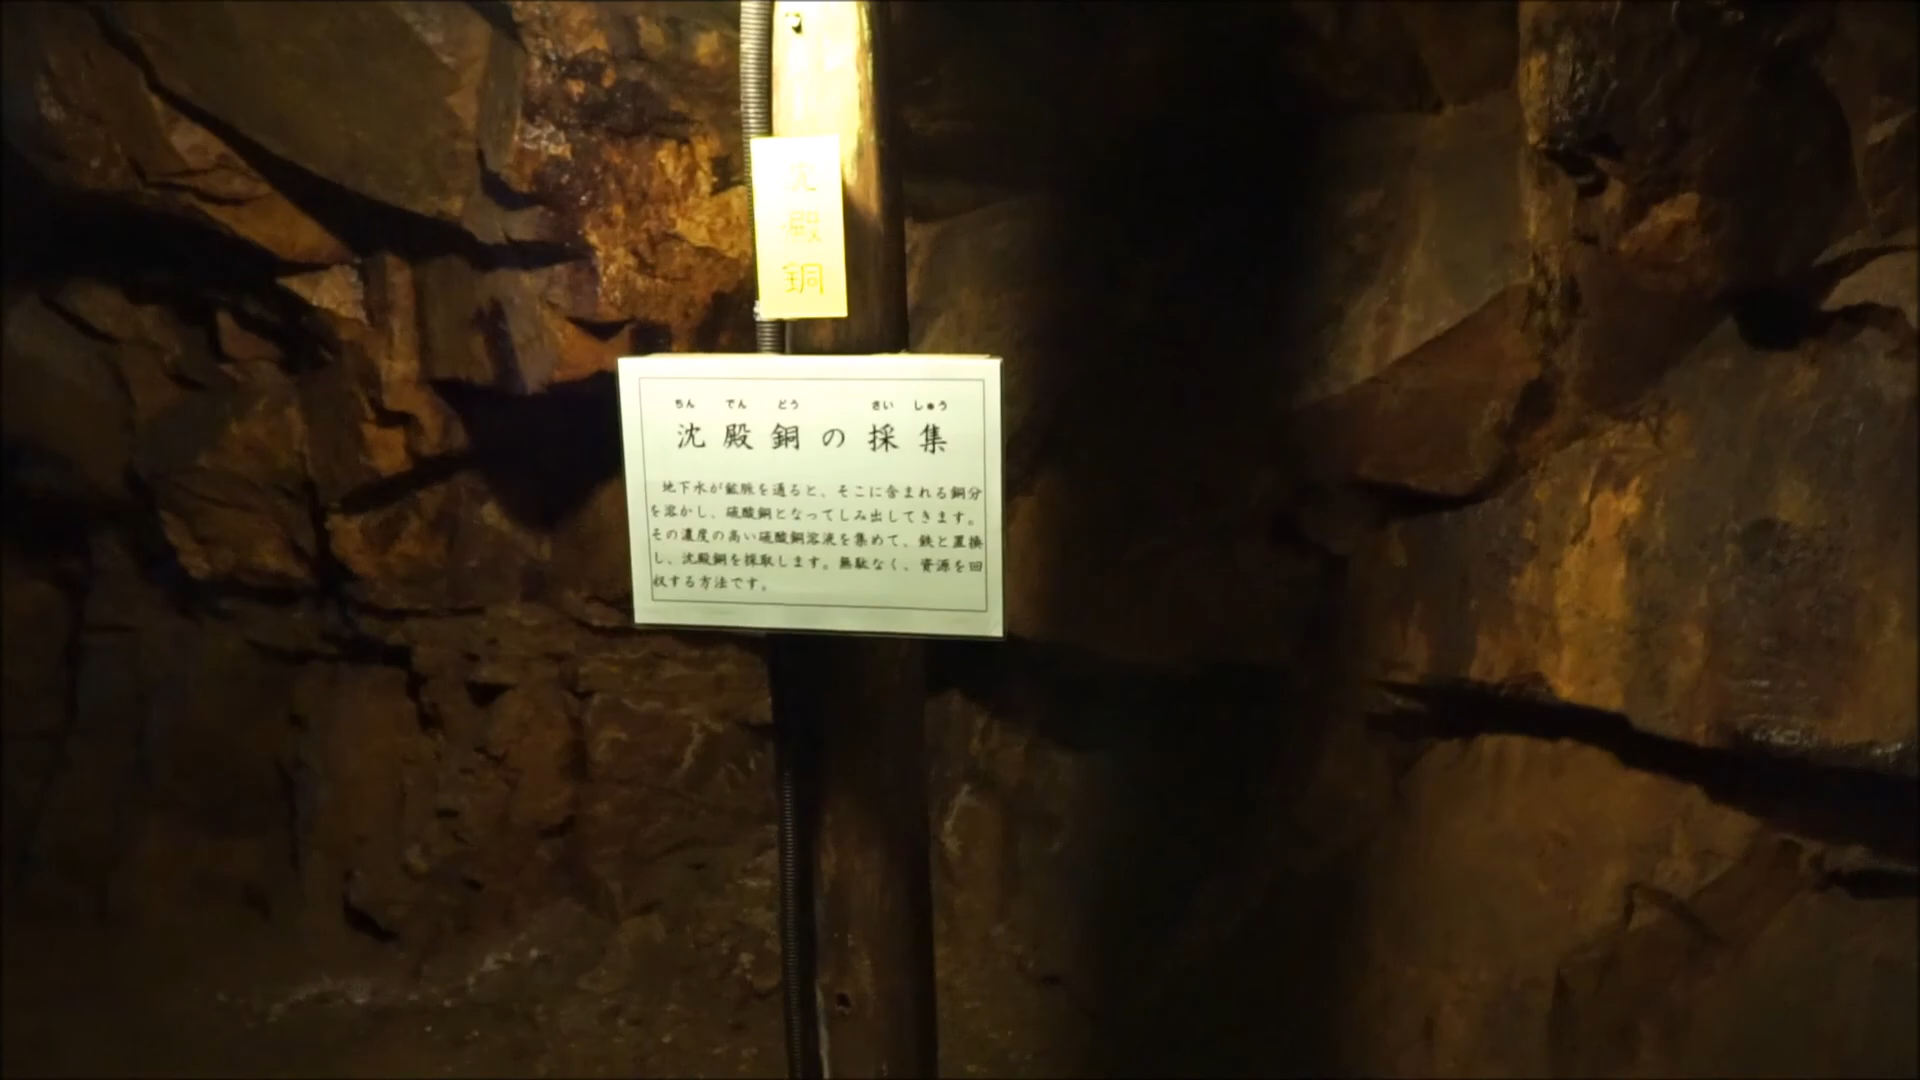 沈
殿
銅
ちん でん どう さい しゅう
沈殿銅の採集
地下水が鉱脈を通ると、そこに含まれる銅分
を溶かし、硫酸銅となってしみ出してきます。
その濃度の高い硫酸銅溶液を集めて、鉄と置換
し、沈殿銅を採取します。無駄なく、資源を回
収する方法です。